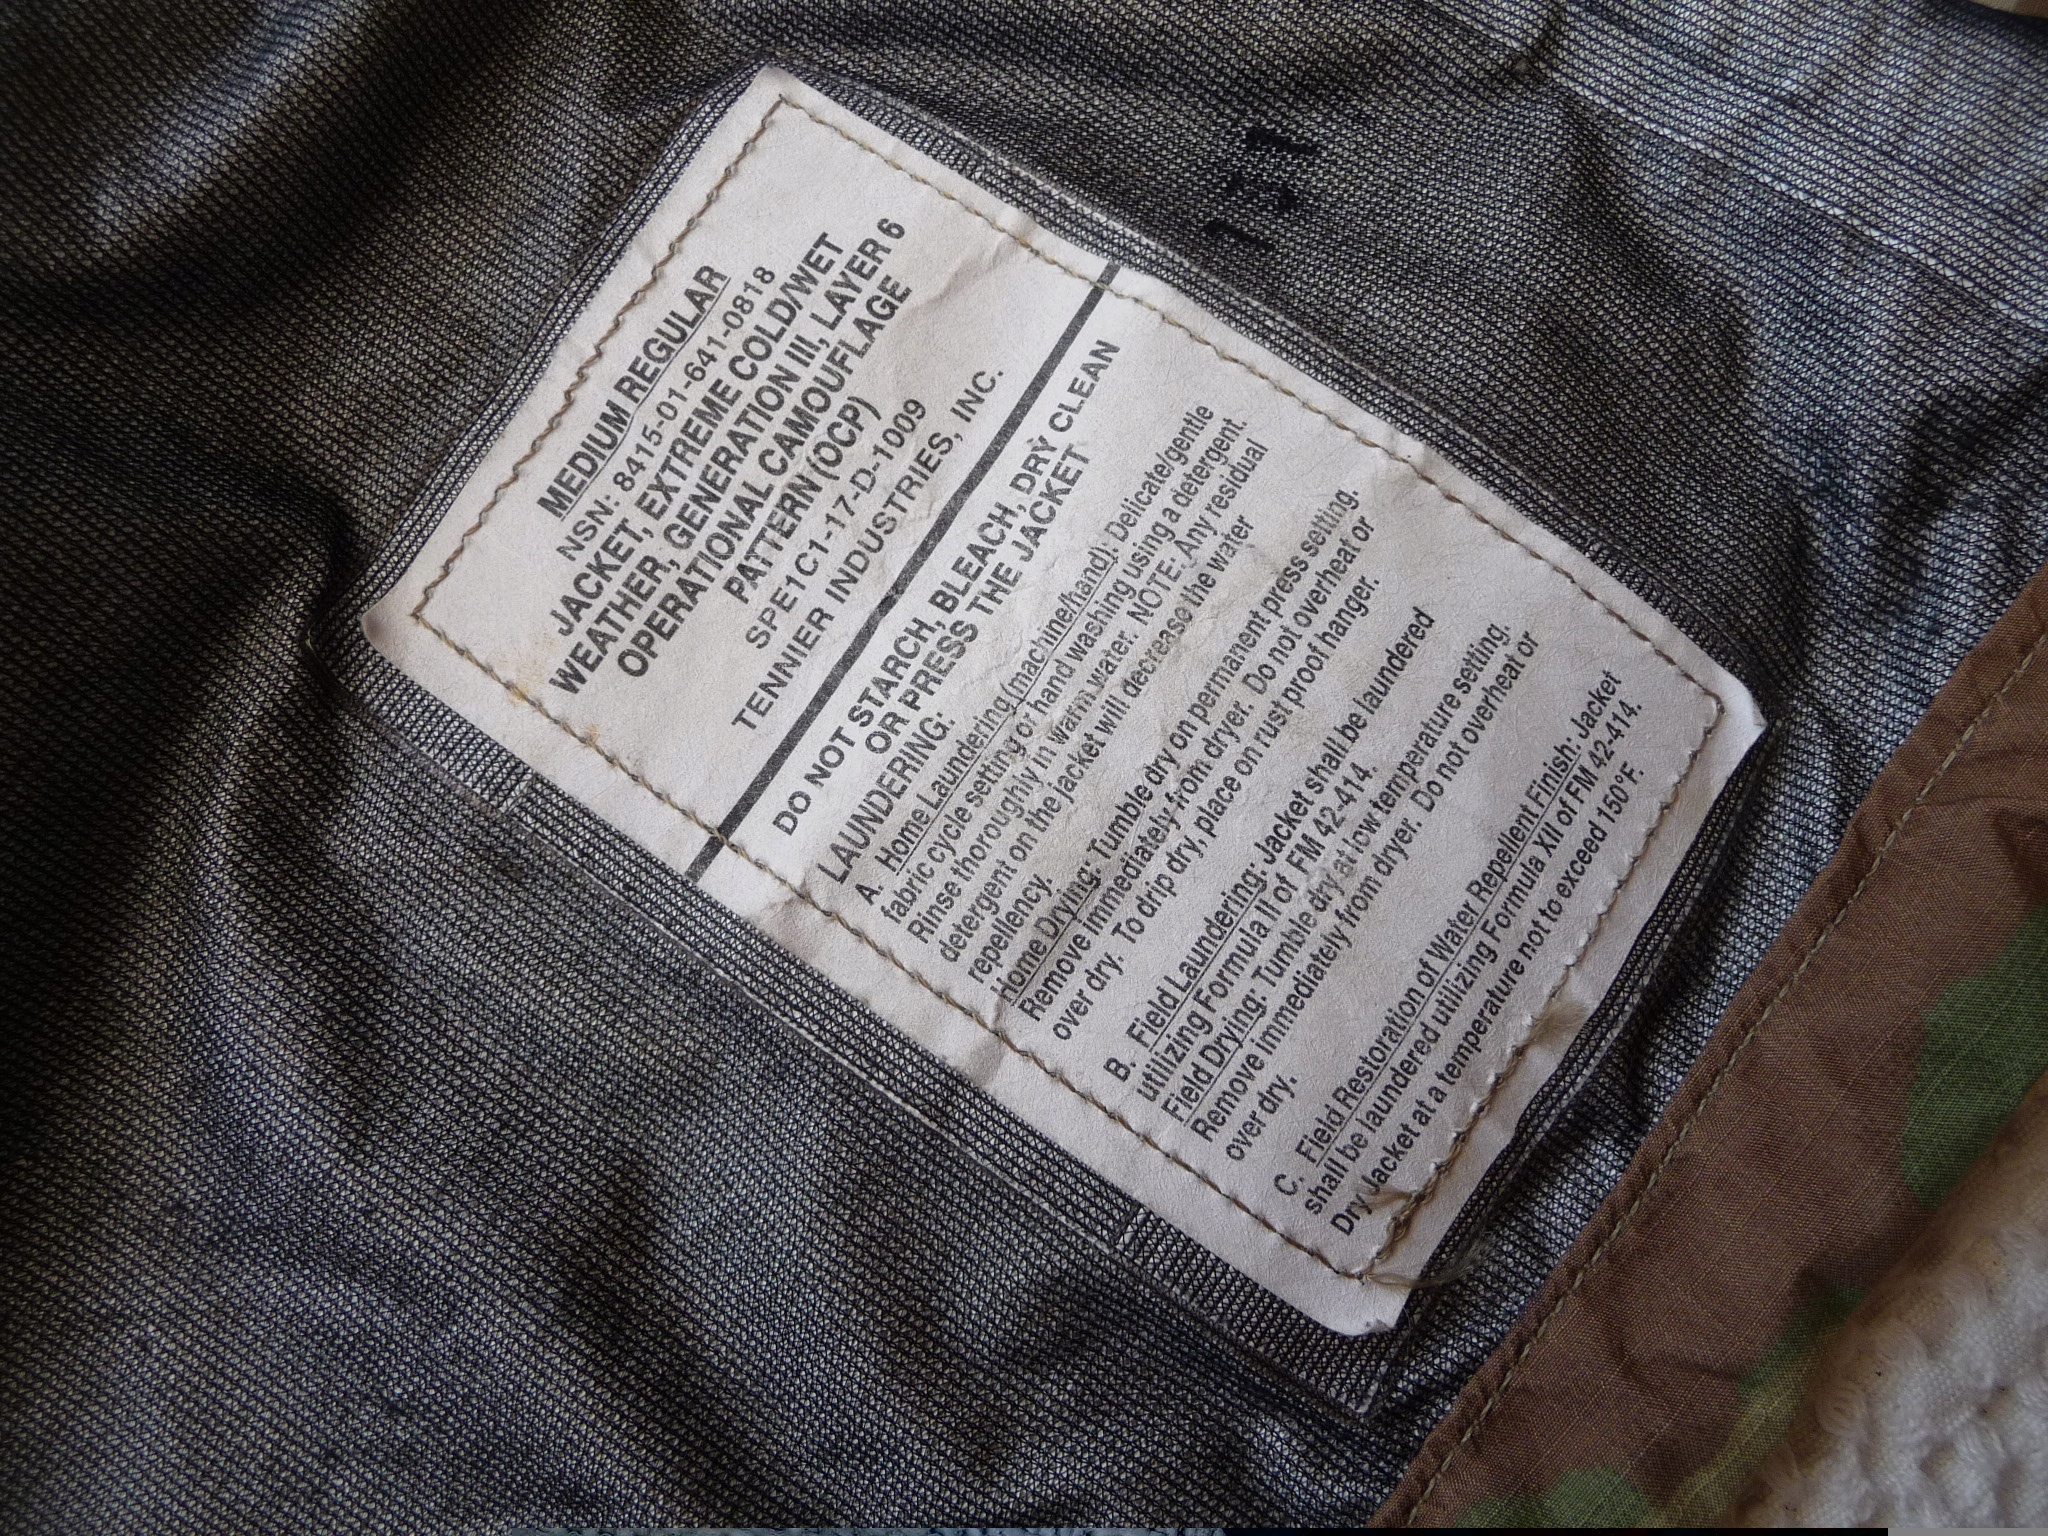 MEDIUM REGULAR
NSN: 8415-01-641-0818
JACKET, EXTREME COLD/WET
WEATHER, GENERATION III, LAYER 6
OPERATIONAL CAMOUFLAGE
PATTERN (OCP)
SPE1C1-17-D-1009
TENNIER INDUSTRIES, INC.
DO NOT STARCH, BLEACH, DRY CLEAN
OR PRESS THE JACKET
LAUNDERING:
A. Home Laundering (machine/hand): Delicate/gentle
fabric cycle setting or hand washing using a detergent.
Rinse thoroughly in warm water. NOTE: Any residual
detergent on the jacket will decrease the water
repellency.
Home Drying: Tumble dry on permanent press setting.
Remove immediately from dryer. Do not overheat or
over dry. To drip dry, place on rust proof hanger.
B. Field Laundering: Jacket shall be laundered
utilizing Formula II of FM 42-414.
Field Drying: Tumble dry at low temperature setting.
Remove immediately from dryer. Do not overheat or
over dry.
C. Field Restoration of Water Repellent Finish: Jacket
shall be laundered utilizing Formula XII of FM 42-414.
Dry Jacket at a temperature not to exceed 150°F.